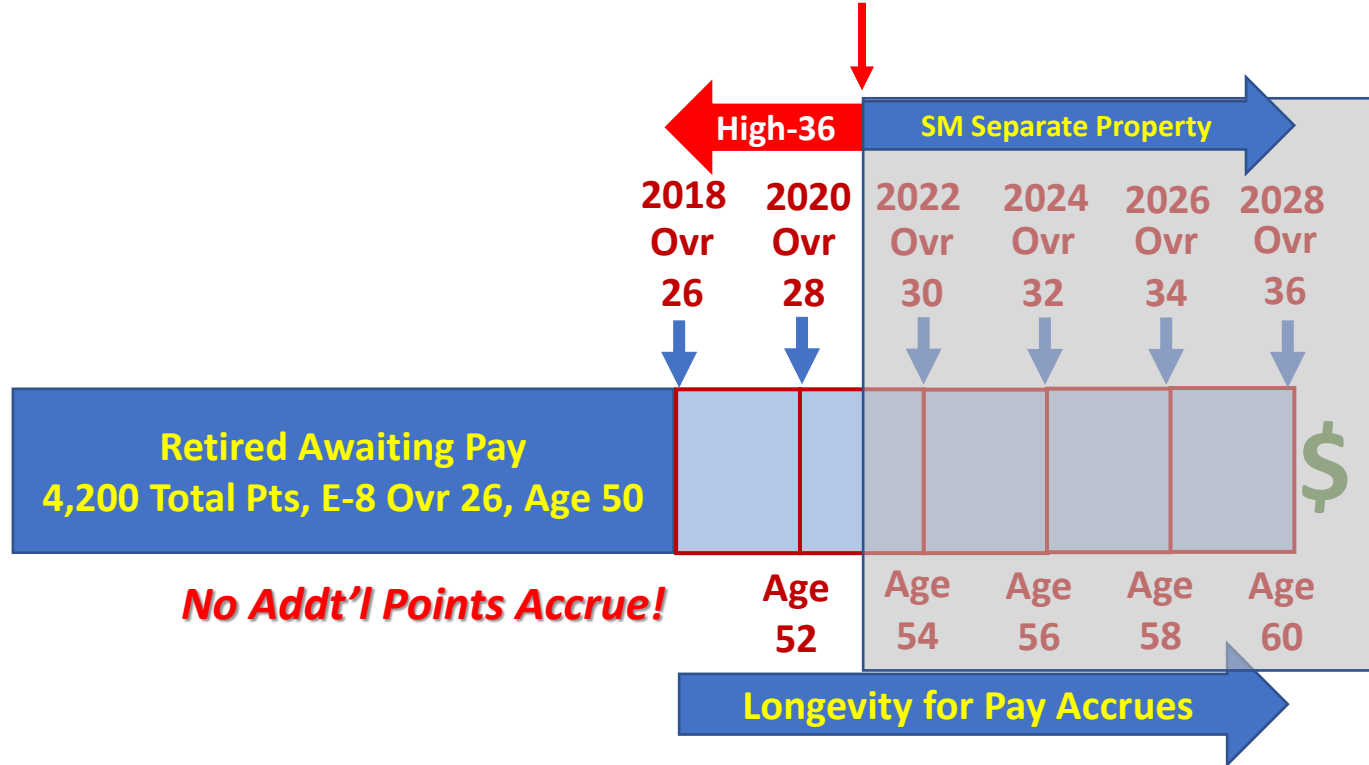 High-36
SM Separate Property
2018
Ovr
26
2020
Ovr
28
2022
Ovr
30
2024
Ovr
32
2026
Ovr
34
2028
Ovr
36
Retired Awaiting Pay
4,200 Total Pts, E-8 Ovr 26, Age 50
$
No Addt’l Points Accrue!
Age
52
Age
54
Age
56
Age
58
Age
60
Longevity for Pay Accrues